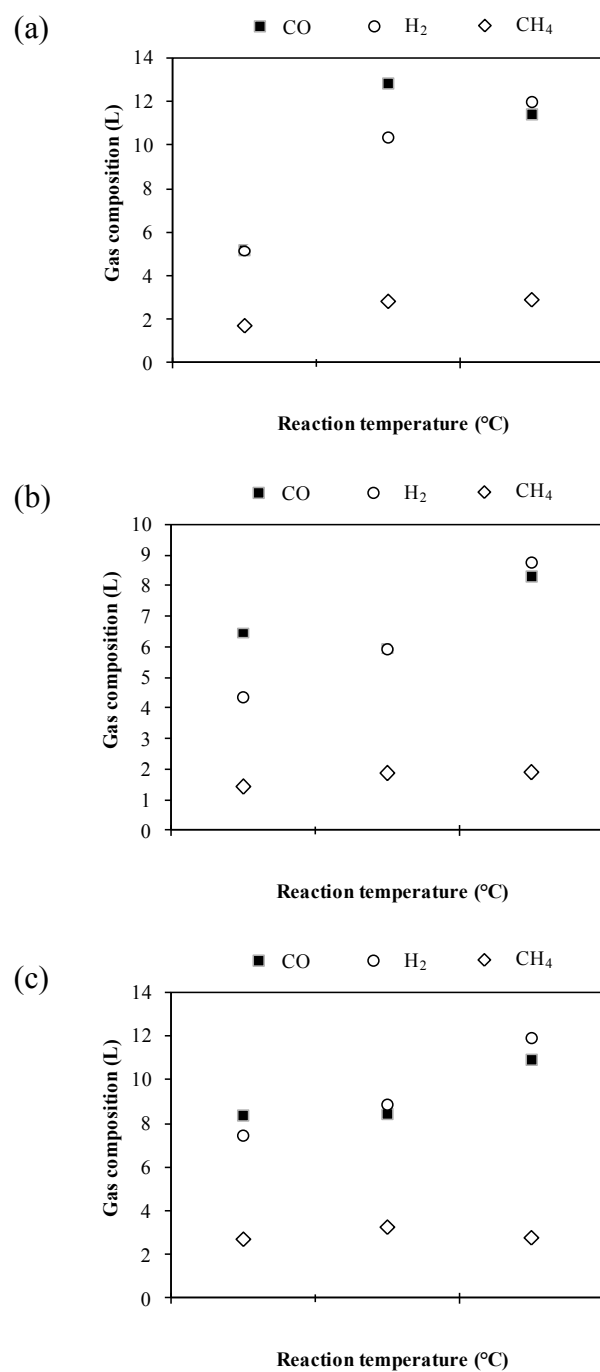 (a)
CO H₂ CH₄
14
12
10
8
6
4
2
0
Gas composition (L)
Reaction temperature (°C)
(b)
CO H₂ CH₄
10
9
8
7
6
5
4
3
2
1
0
Gas composition (L)
Reaction temperature (°C)
(c)
CO H₂ CH₄
14
12
10
8
6
4
2
0
Gas composition (L)
Reaction temperature (°C)